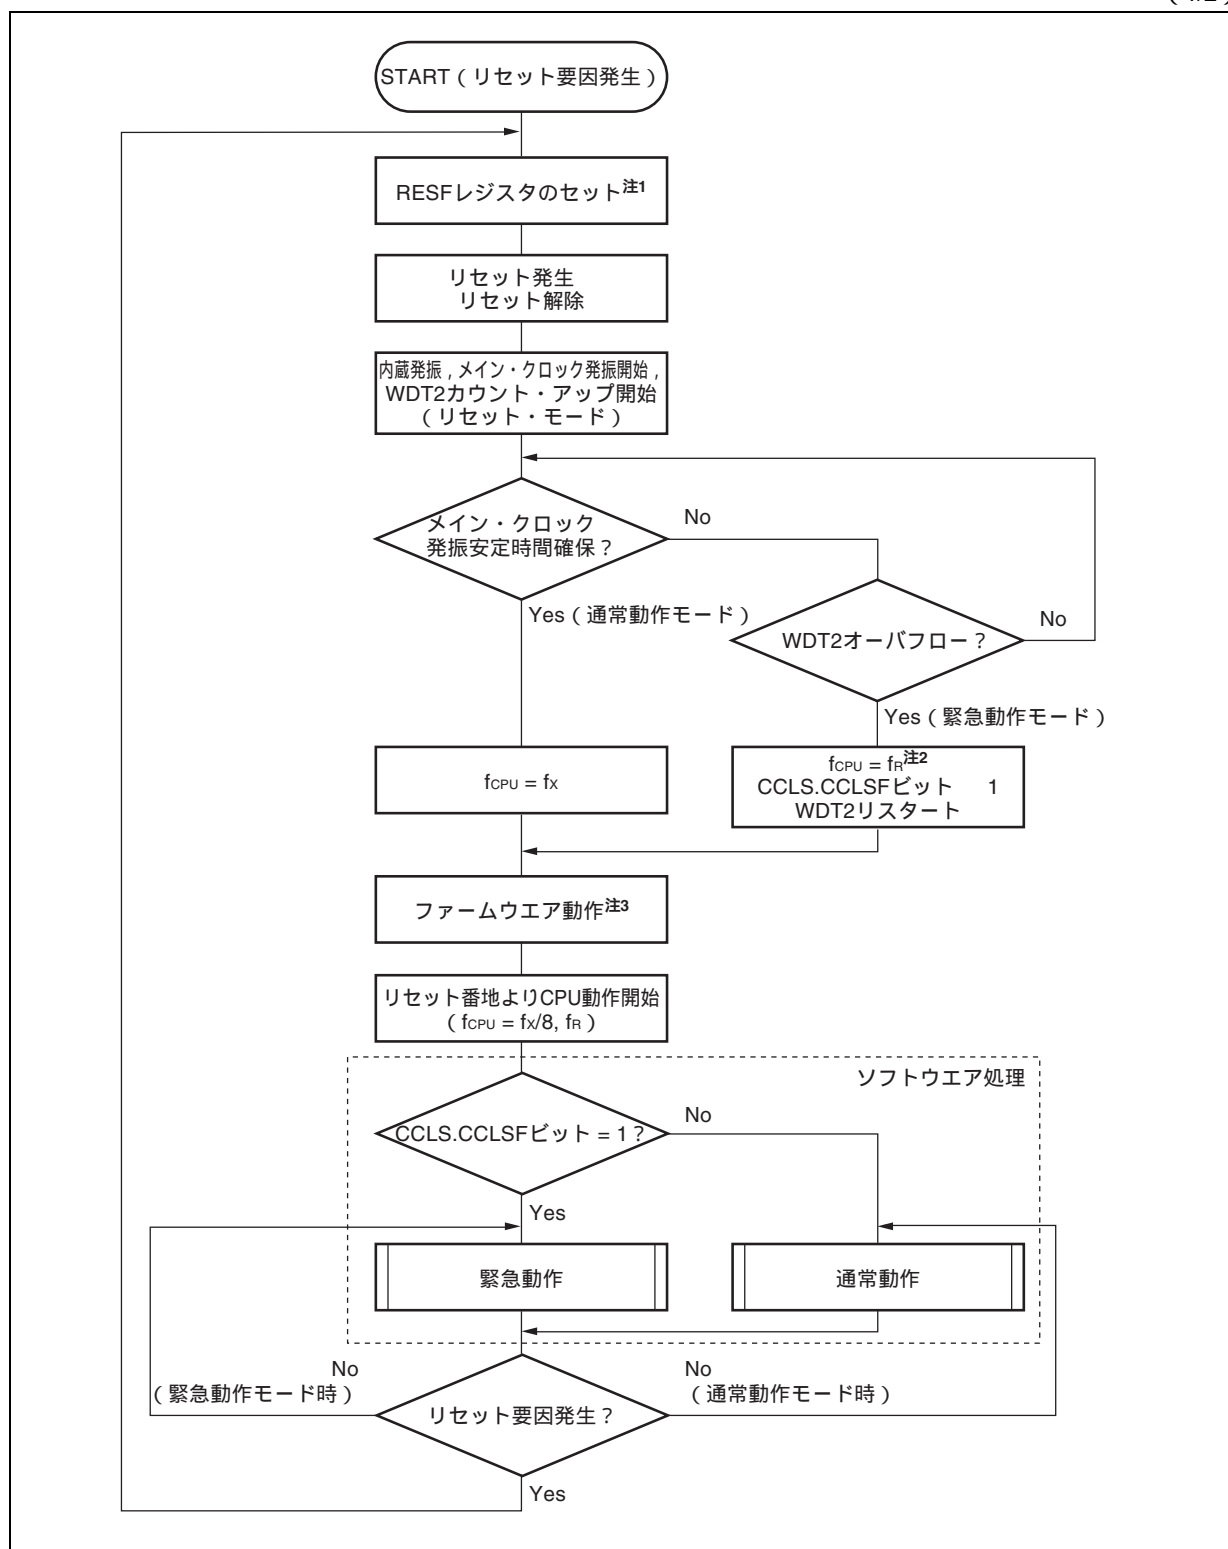 START（リセット要因発生）
RESFレジスタのセット注1
リセット発生
リセット解除
内蔵発振，メイン・クロック発振開始，
WDT2カウント・アップ開始
（リセット・モード）
メイン・クロック
発振安定時間確保？
No
Yes（通常動作モード）
WDT2オーバフロー？
No
Yes（緊急動作モード）
fCPU = fX
fCPU = fR注2
CCLS.CCLSFビット　1
WDT2リスタート
ファームウエア動作注3
リセット番地よりCPU動作開始
（fCPU = fX/8, fR）
ソフトウエア処理
CCLS.CCLSFビット = 1？
No
Yes
緊急動作
通常動作
No
（緊急動作モード時）
No
（通常動作モード時）
リセット要因発生？
Yes